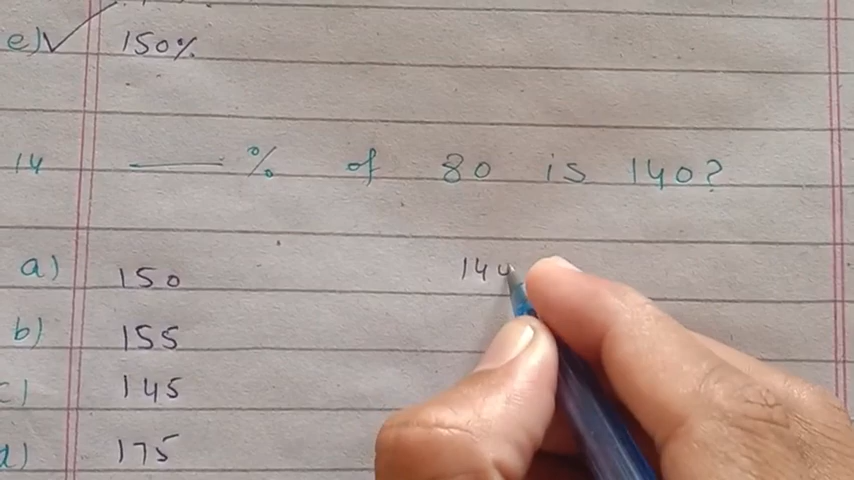 e) 150%
14 ___ % of 80 is 140?
a) 150
b) 155
c) 145
d) 175